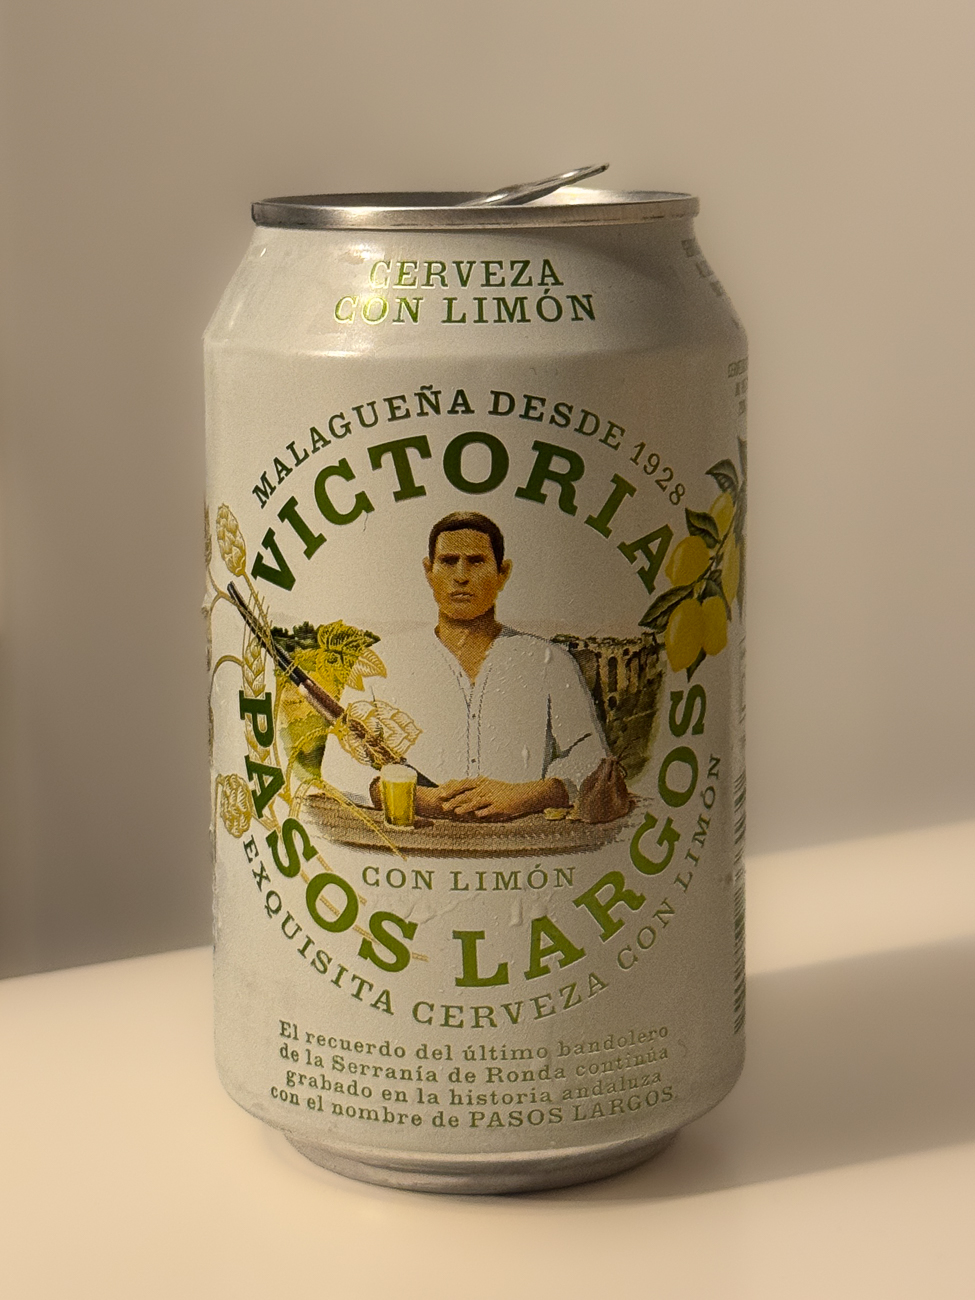 CERVEZA
CON LIMÓN
MALAGUEÑA DESDE 1928
VICTORIA
PASOS LARGOS
CON LIMÓN
EXQUISITA CERVEZA CON LIMÓN
El recuerdo del último bandolero
de la Serranía de Ronda continúa
grabado en la historia andaluza
con el nombre de PASOS LARGOS.